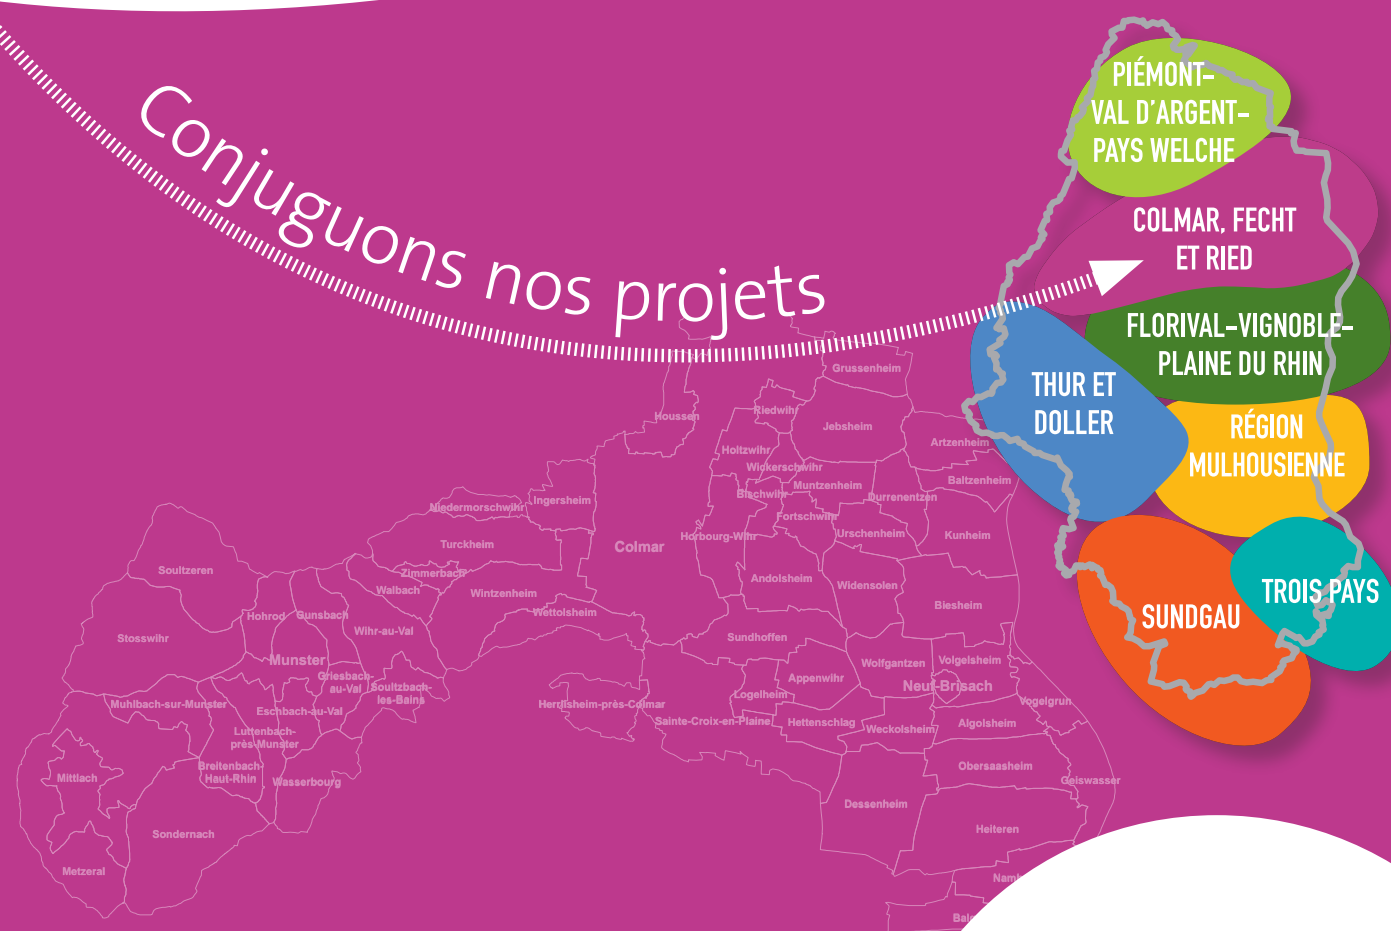 Conjuguons nos projets
PIÉMONT-
VAL D'ARGENT-
PAYS WELCHE
COLMAR, FECHT
ET RIED
FLORIVAL-VIGNOBLE-
PLAINE DU RHIN
THUR ET
DOLLER
RÉGION
MULHOUSIENNE
SUNDGAU
TROIS PAYS
Grussenheim
Houssen
Riedwihr
Jebsheim
Artzenheim
Holtzwihr
Wickerschwihr
Baltzenheim
Muntzenheim
Bischwihr
Durrenentzen
Ingersheim
Niedermorschwihr
Fortschwihr
Horbourg-Wihr
Urschenheim
Kunheim
Turckheim
Colmar
Soultzeren
Zimmerbach
Walbach
Wintzenheim
Andolsheim
Widensolen
Biesheim
Hohrod
Gunsbach
Wettolsheim
Wihr-au-Val
Stosswihr
Sundhoffen
Munster
Wolfgantzen
Volgelsheim
Griesbach-
au-Val
Soultzbach-
les-Bains
Appenwihr
Neuf-Brisach
Logelheim
Muhlbach-sur-Munster
Eschbach-au-Val
Herrlisheim-près-Colmar
Vogelgrun
Sainte-Croix-en-Plaine
Hettenschlag
Weckolsheim
Algolsheim
Luttenbach-
près-Munster
Breitenbach-
Haut-Rhin
Wasserbourg
Mittlach
Obersaasheim
Geiswasser
Dessenheim
Sondernach
Heiteren
Metzeral